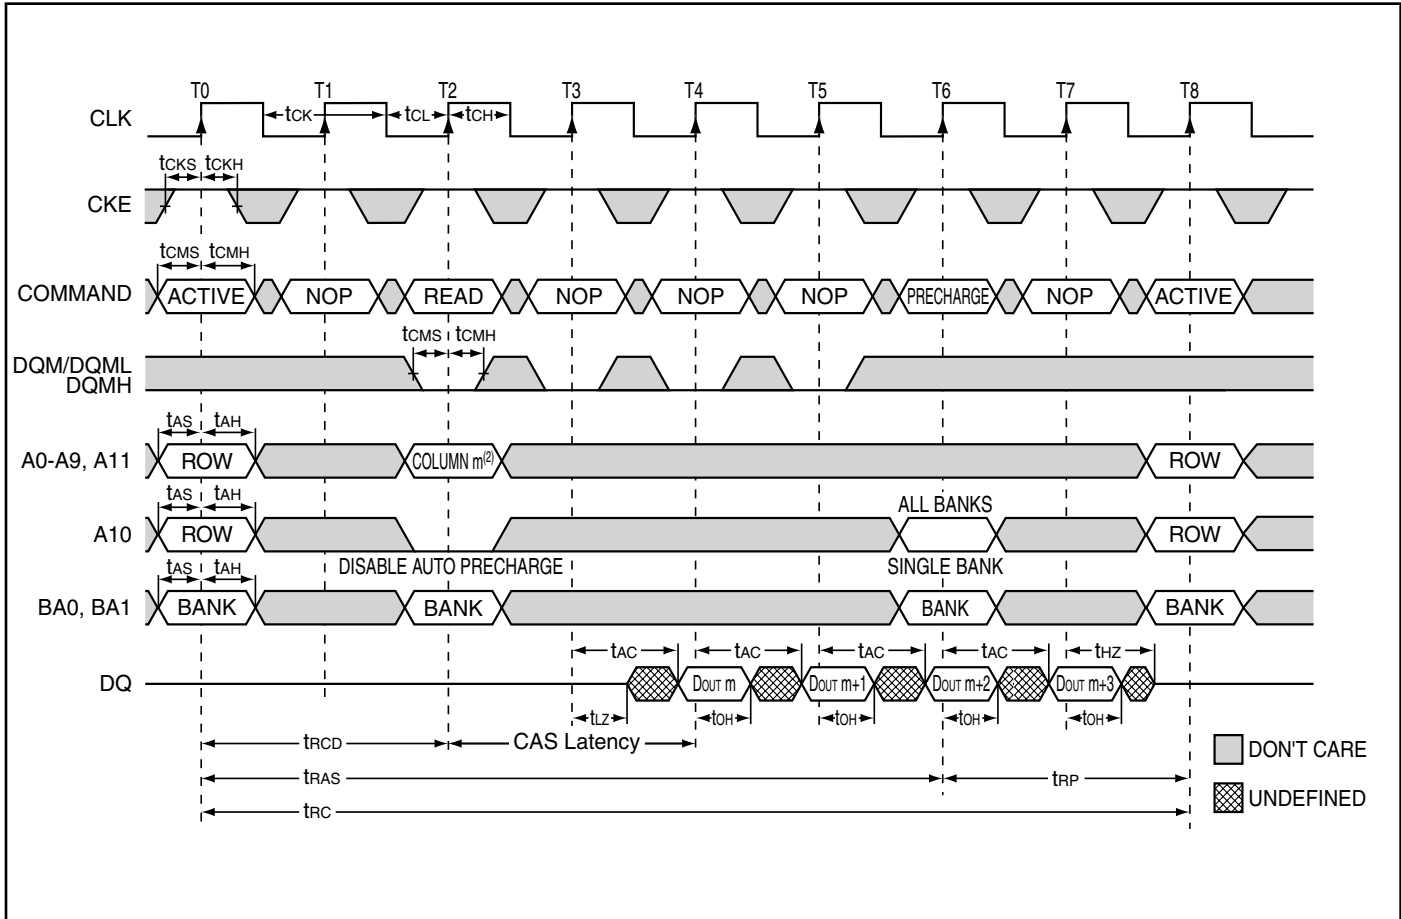 T0 T1 T2 T3 T4 T5 T6 T7 T8
CLK tCK tCL tCH
tCKS tCKH
CKE
tCMS tCMH
COMMAND ACTIVE NOP READ NOP NOP NOP PRECHARGE NOP ACTIVE
tCMS tCMH
DQM/DQML
DQMH
tAS tAH
A0-A9, A11 ROW COLUMN m(2) ROW
tAS tAH ALL BANKS
A10 ROW ROW
tAS tAH DISABLE AUTO PRECHARGE SINGLE BANK
BA0, BA1 BANK BANK BANK BANK
tAC tAC tAC tAC tHZ
DQ DOUT m DOUT m+1 DOUT m+2 DOUT m+3
tLZ tOH tOH tOH tOH
tRCD CAS Latency
DON'T CARE
tRAS tRP
UNDEFINED
tRC